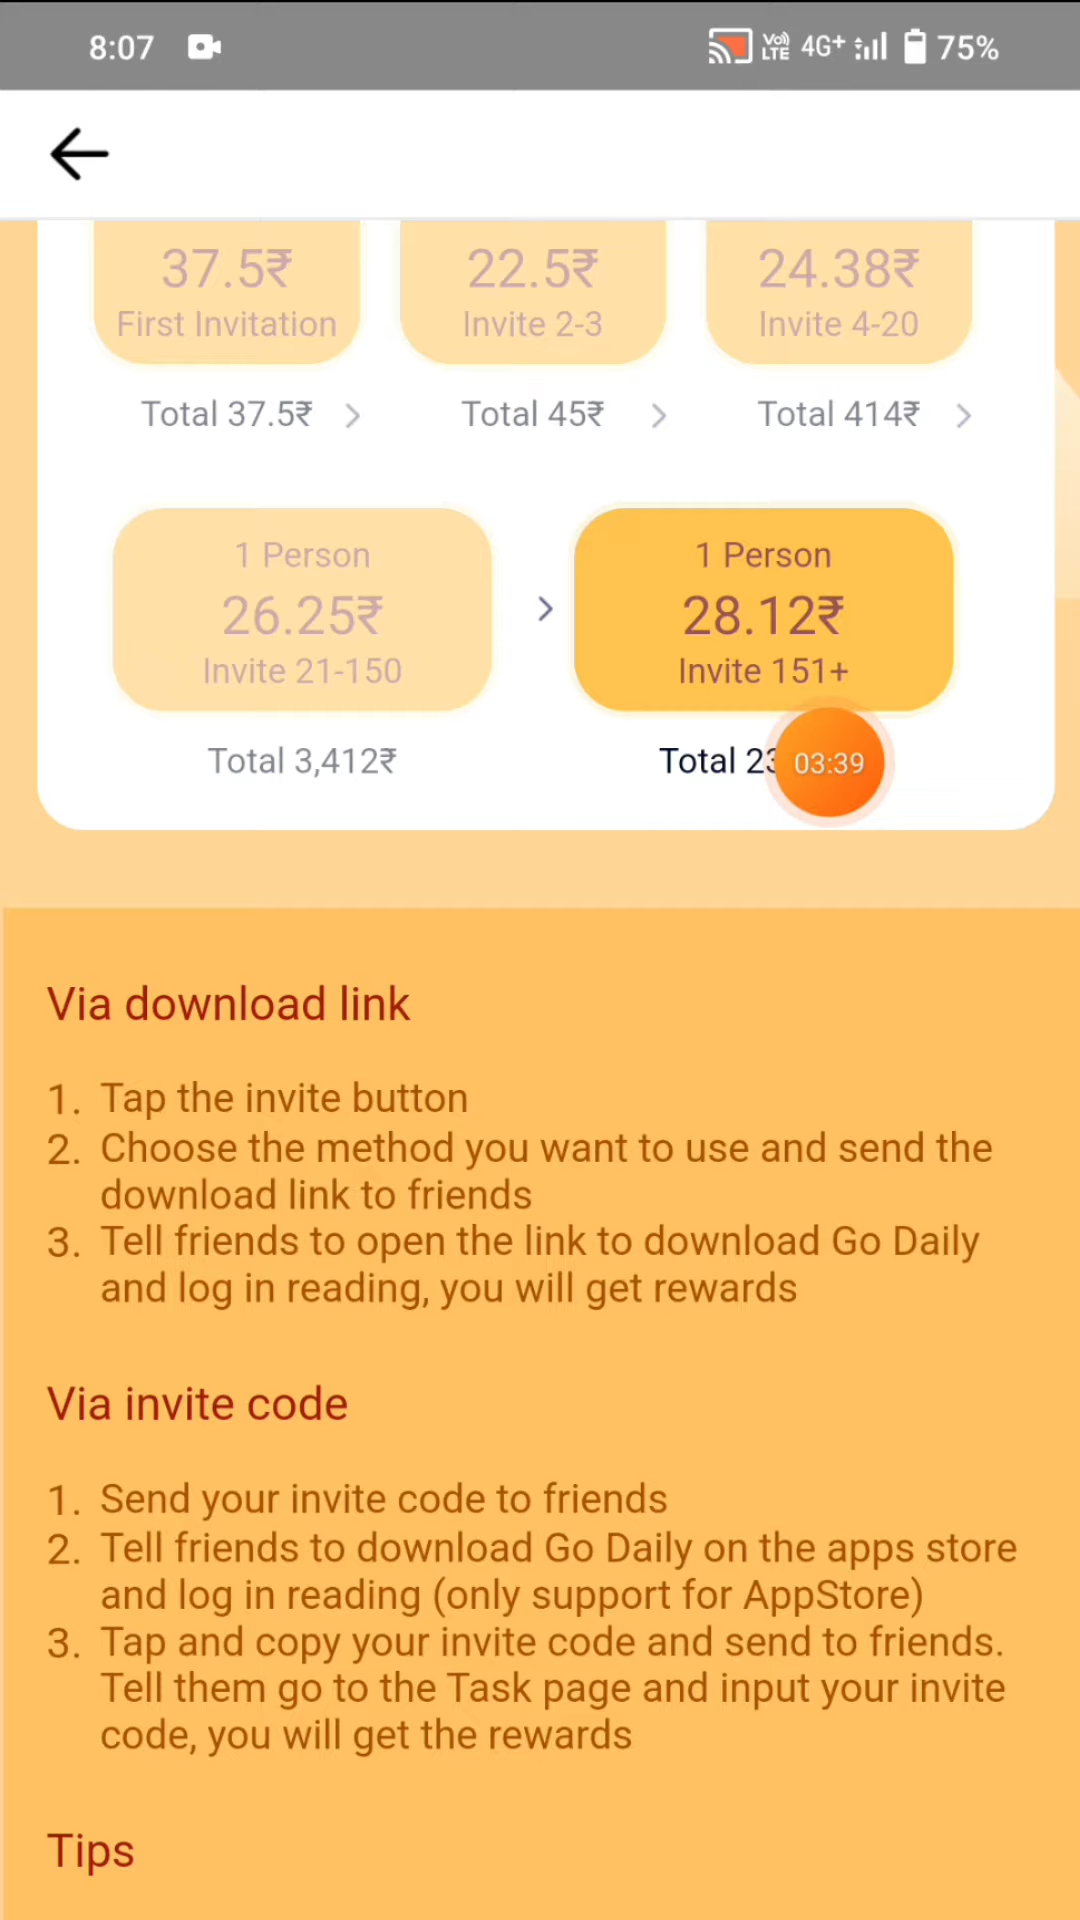 8:07 VoLTE 4G+ 75%
37.5₹ 22.5₹ 24.38₹
First Invitation Invite 2-3 Invite 4-20
Total 37.5₹ Total 45₹ Total 414₹
1 Person 1 Person
26.25₹ 28.12₹
Invite 21-150 Invite 151+
Total 3,412₹ Total
03:39
Via download link
1. Tap the invite button
2. Choose the method you want to use and send the
download link to friends
3. Tell friends to open the link to download Go Daily
and log in reading, you will get rewards
Via invite code
1. Send your invite code to friends
2. Tell friends to download Go Daily on the apps store
and log in reading (only support for AppStore)
3. Tap and copy your invite code and send to friends.
Tell them go to the Task page and input your invite
code, you will get the rewards
Tips